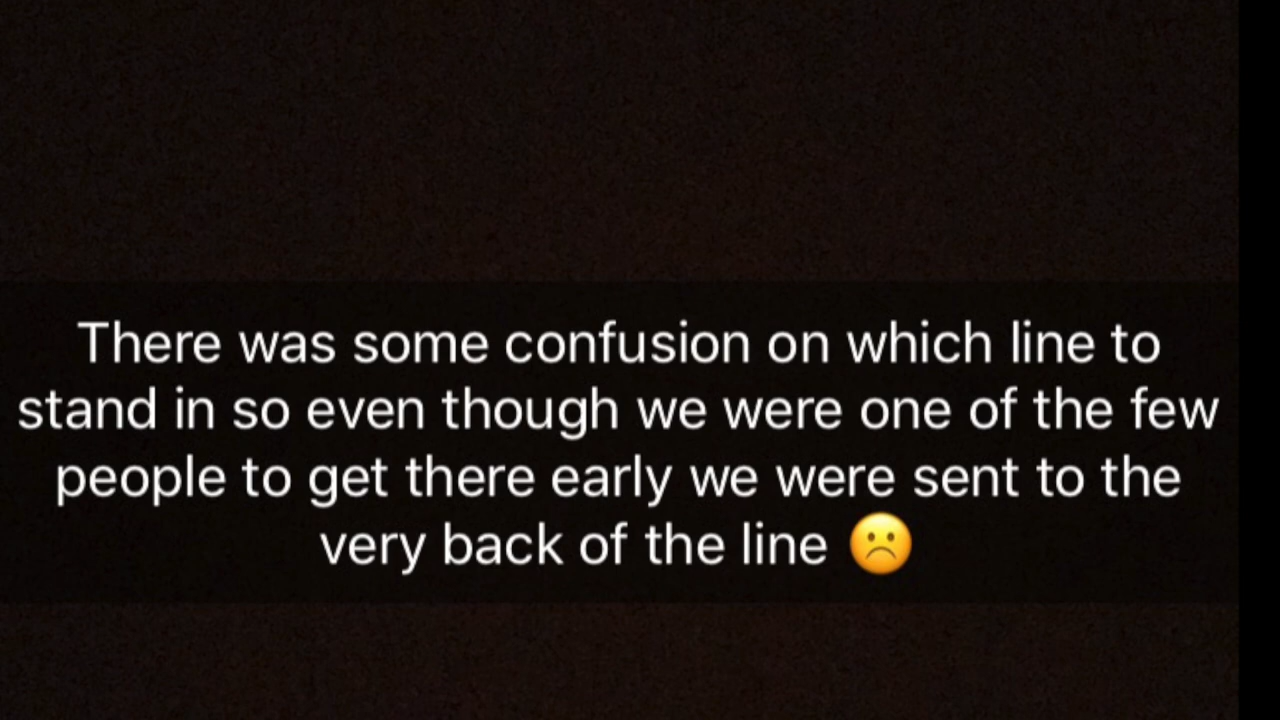 There was some confusion on which line to
stand in so even though we were one of the few
people to get there early we were sent to the
very back of the line ☹️